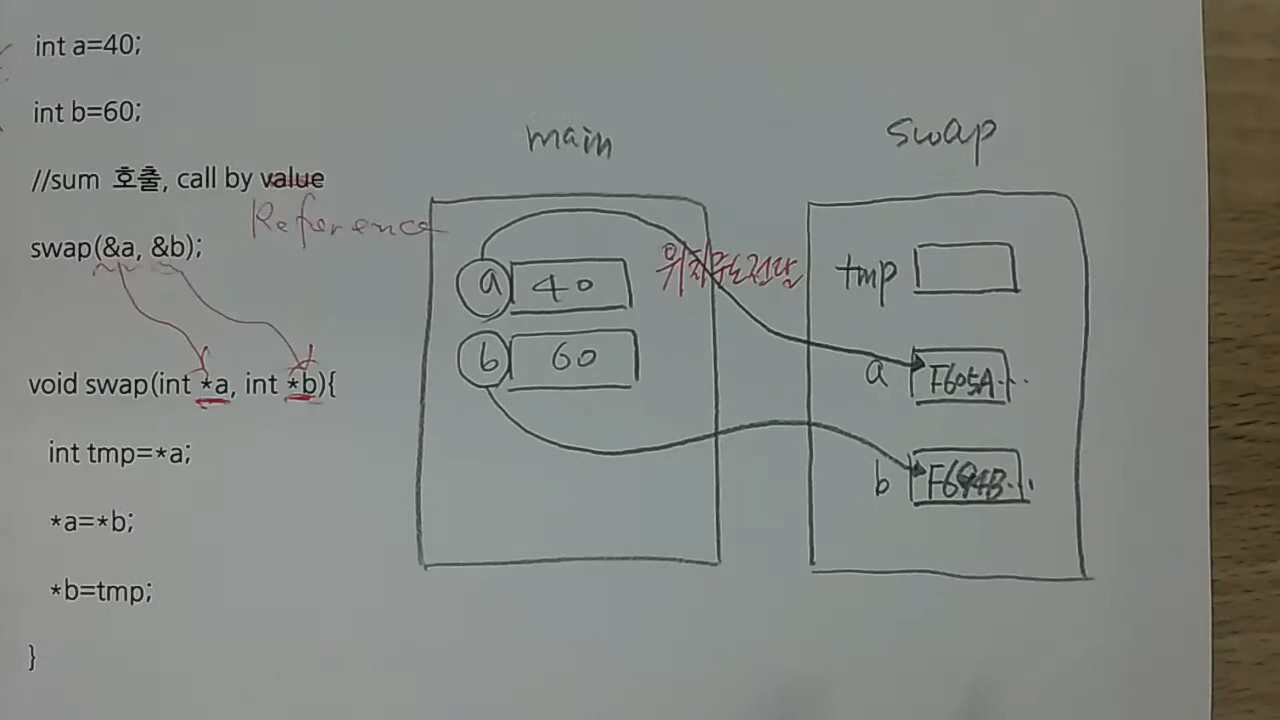 int a=40;
int b=60;
//sum 호출, call by value
Reference
swap(&a, &b);
void swap(int *a, int *b){
int tmp=*a;
*a=*b;
*b=tmp;
}
main
a 40
b 60
swap
tmp
a F605A...
b